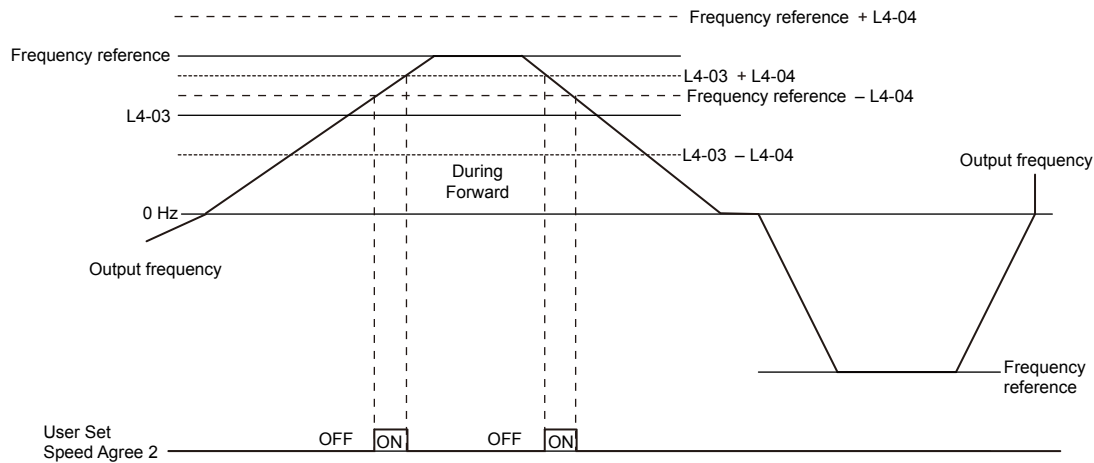 Frequency reference + L4-04
Frequency reference
L4-03 + L4-04
Frequency reference – L4-04
L4-03
L4-03 – L4-04
During
Forward
Output frequency
0 Hz
Output frequency
Frequency
reference
User Set
Speed Agree 2
OFF
ON
OFF
ON